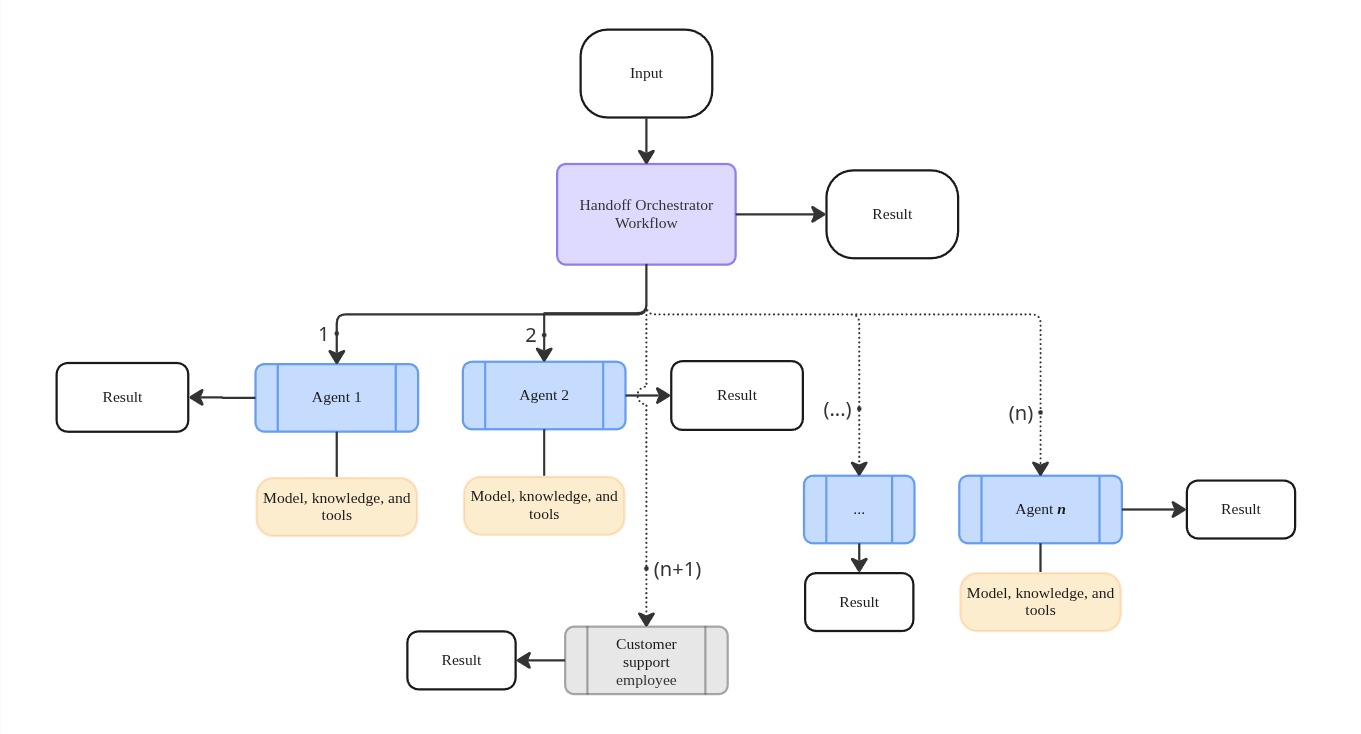 Input
Handoff Orchestrator
Workflow
Result
1
2
Result
Agent 1
Agent 2
Result
(...)
(n)
Model, knowledge, and
tools
Model, knowledge, and
tools
...
Agent n
Result
(n+1)
Result
Model, knowledge, and
tools
Result
Customer
support
employee